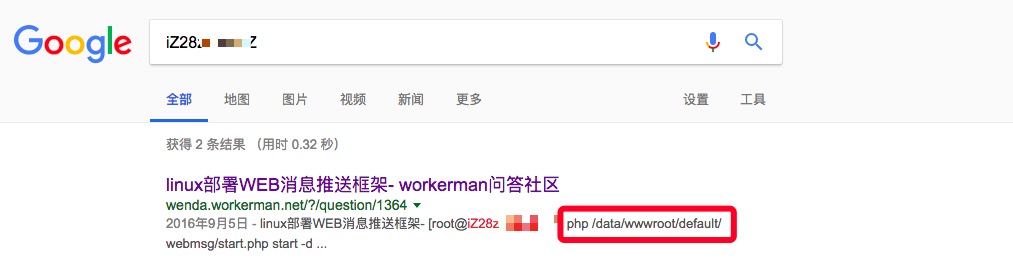 Google
iZ28z Z
全部 地图 图片 视频 新闻 更多 设置 工具
获得 2 条结果 （用时 0.32 秒）
linux部署WEB消息推送框架- workerman问答社区
wenda.workerman.net/?/question/1364
2016年9月5日 - linux部署WEB消息推送框架- [root@iZ28z php /data/wwwroot/default/
webmsg/start.php start -d ...